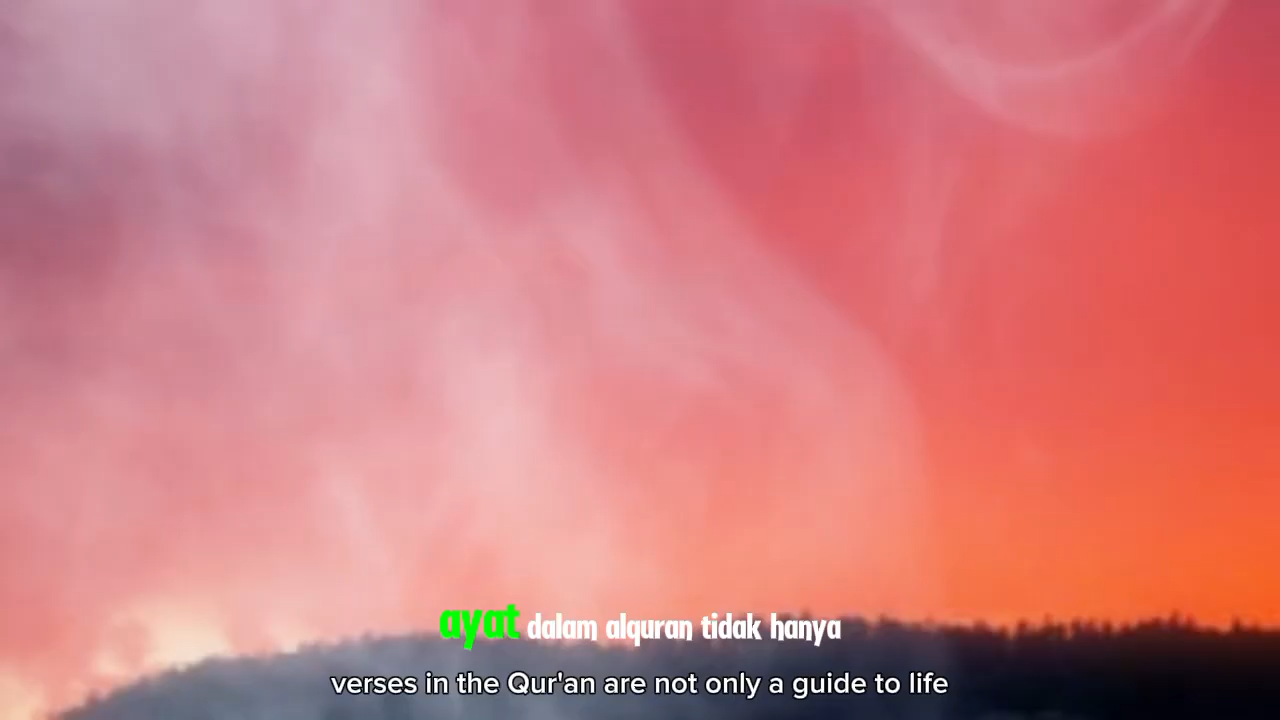 ayat dalam alquran tidak hanya
verses in the Qur'an are not only a guide to life